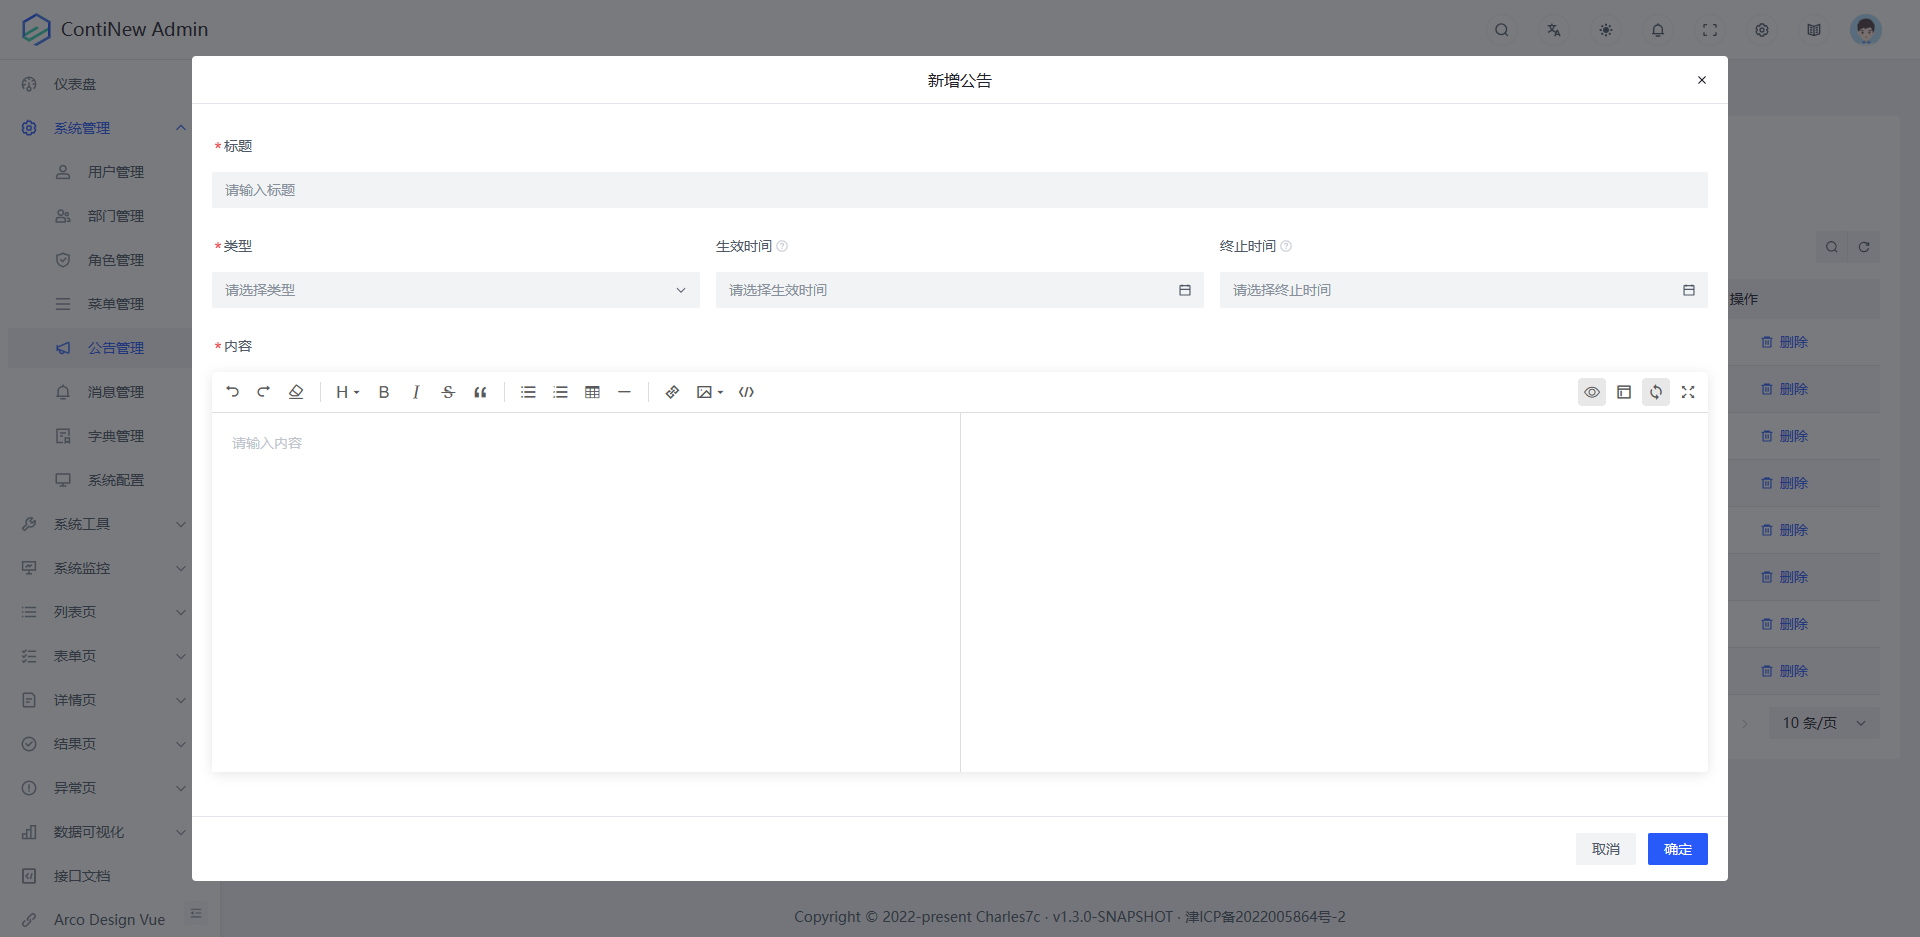 ContiNew Admin
仪表盘
系统管理
用户管理
部门管理
角色管理
菜单管理
公告管理
消息管理
字典管理
系统配置
系统工具
系统监控
列表页
表单页
详情页
结果页
异常页
数据可视化
接口文档
Arco Design Vue
新增公告
* 标题
请输入标题
* 类型
生效时间
终止时间
请选择类型
请选择生效时间
请选择终止时间
* 内容
H B I S
请输入内容
取消
确定
操作
删除
删除
删除
删除
删除
删除
删除
删除
10 条/页
Copyright © 2022-present Charles7c · v1.3.0-SNAPSHOT · 津ICP备2022005864号-2